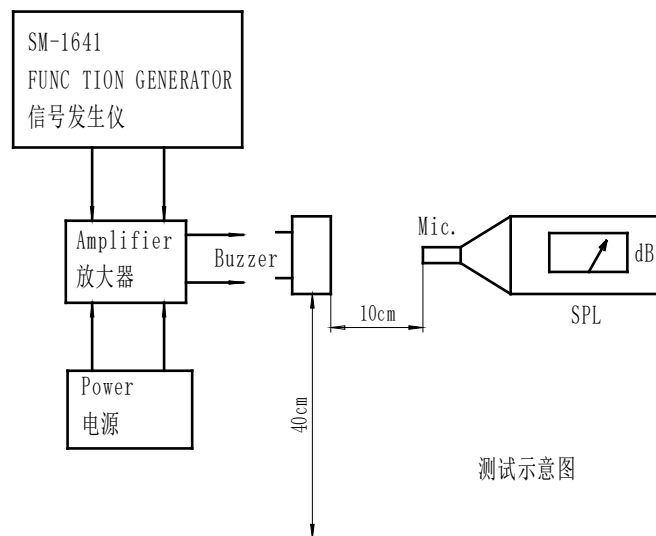 SM-1641
FUNC TION GENERATOR
信号发生仪
Amplifier
放大器
Buzzer
Mic.
dB
SPL
10cm
Power
电源
40cm
测试示意图